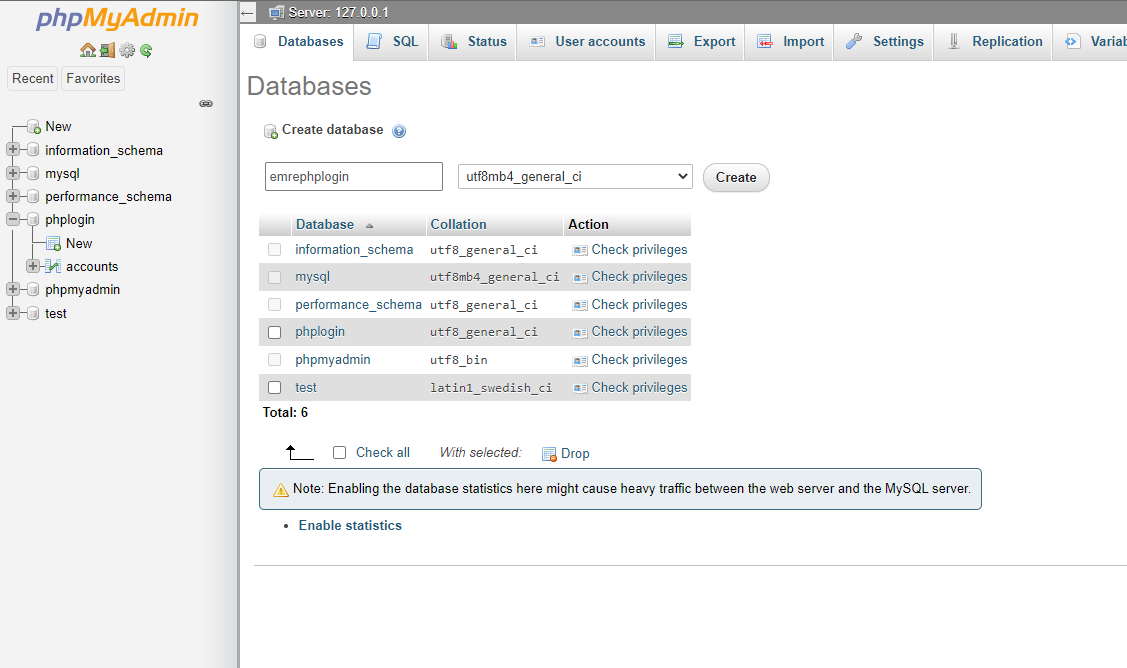 phpMyAdmin
Recent Favorites
New
information_schema
mysql
performance_schema
phplogin
New
accounts
phpmyadmin
test
Server: 127.0.0.1
Databases SQL Status User accounts Export Import Settings Replication Variab
Databases
Create database
emrephplogin utf8mb4_general_ci Create
Database Collation Action
information_schema utf8_general_ci Check privileges
mysql utf8mb4_general_ci Check privileges
performance_schema utf8_general_ci Check privileges
phplogin utf8_general_ci Check privileges
phpmyadmin utf8_bin Check privileges
test latin1_swedish_ci Check privileges
Total: 6
Check all With selected: Drop
Note: Enabling the database statistics here might cause heavy traffic between the web server and the MySQL server.
• Enable statistics